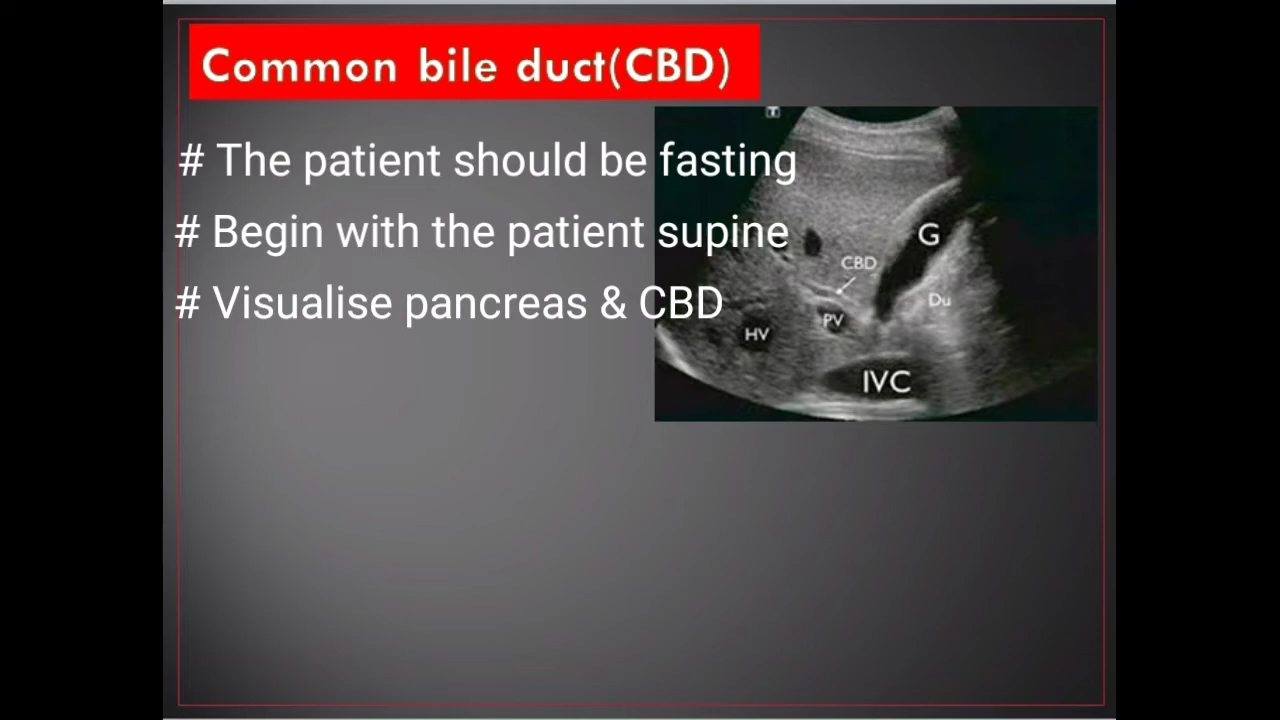 Common bile duct(CBD)
# The patient should be fasting
# Begin with the patient supine
# Visualise pancreas & CBD
T
G
CBD
Du
PV
HV
IVC